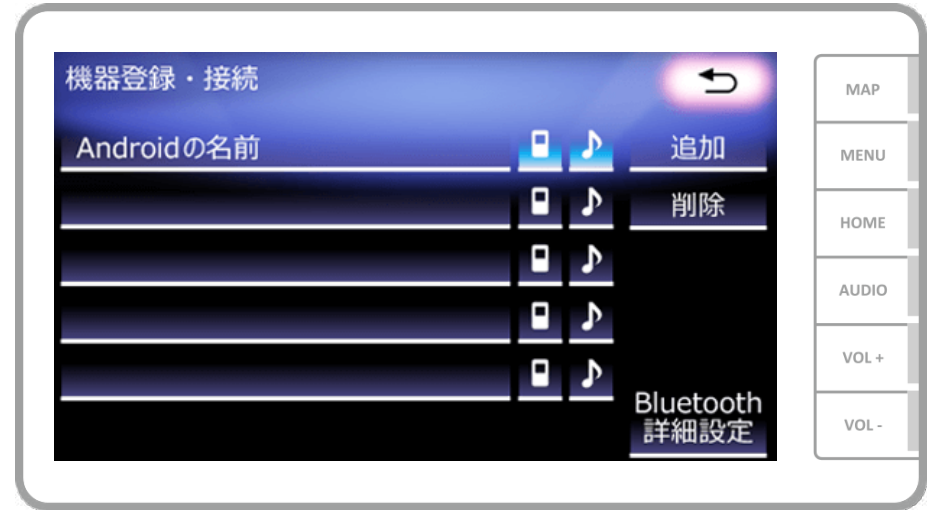 機器登録・接続
Androidの名前
追加
削除
Bluetooth
詳細設定
MAP
MENU
HOME
AUDIO
VOL +
VOL -